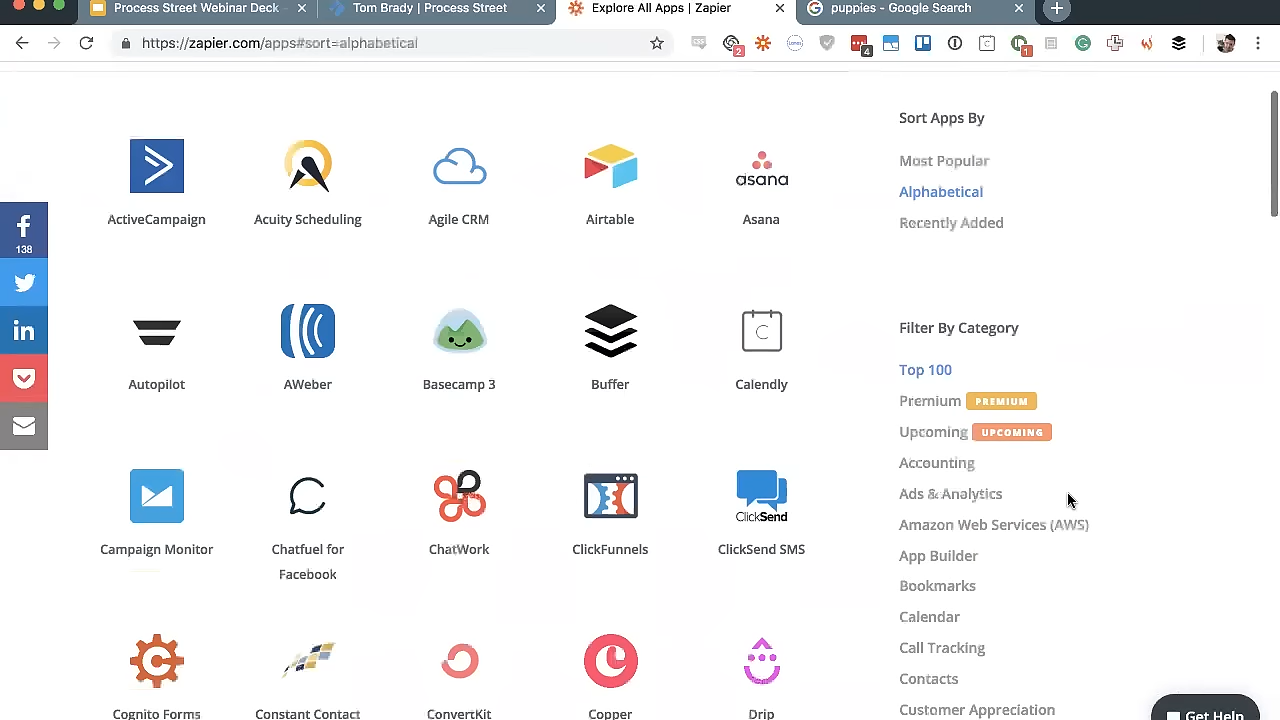 Process Street Webinar Deck -
Tom Brady | Process Street
Explore All Apps | Zapier
puppies - Google Search
https://zapier.com/apps#sort=alphabetical
2
4
1
Sort Apps By
Most Popular
Alphabetical
Recently Added
asana
ActiveCampaign
Acuity Scheduling
Agile CRM
Airtable
Asana
138
in
Filter By Category
Top 100
Premium PREMIUM
Upcoming UPCOMING
Accounting
Ads & Analytics
Amazon Web Services (AWS)
App Builder
Bookmarks
Calendar
Call Tracking
Contacts
Customer Appreciation
C
Autopilot
AWeber
Basecamp 3
Buffer
Calendly
ClickSend
Campaign Monitor
Chatfuel for
Facebook
ChatWork
ClickFunnels
ClickSend SMS
Cognito Forms
Constant Contact
ConvertKit
Copper
Drip
Get Help